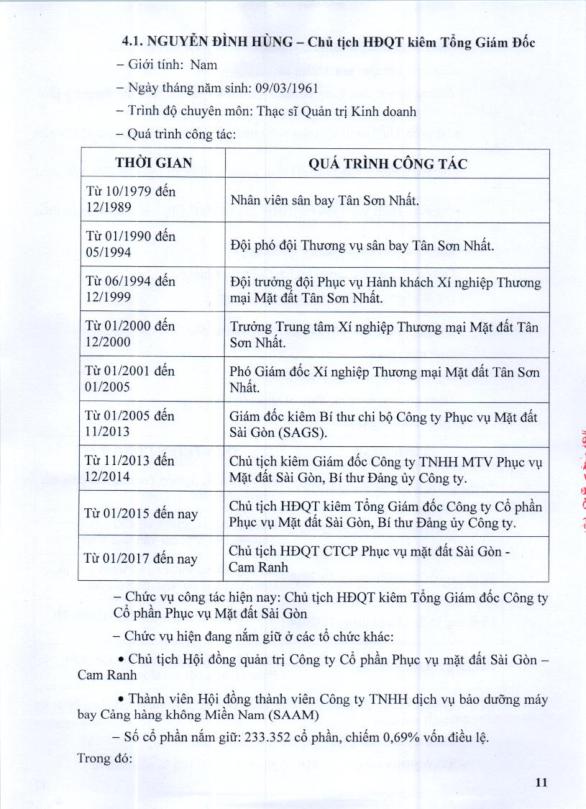 4.1. NGUYỄN ĐÌNH HÙNG – Chủ tịch HĐQT kiêm Tổng Giám Đốc
– Giới tính: Nam
– Ngày tháng năm sinh: 09/03/1961
– Trình độ chuyên môn: Thạc sĩ Quản trị Kinh doanh
– Quá trình công tác:
THỜI GIAN
QUÁ TRÌNH CÔNG TÁC
Từ 10/1979 đến
12/1989
Nhân viên sân bay Tân Sơn Nhất.
Từ 01/1990 đến
05/1994
Đội phó đội Thương vụ sân bay Tân Sơn Nhất.
Từ 06/1994 đến
12/1999
Đội trưởng đội Phục vụ Hành khách Xí nghiệp Thương
mại Mặt đất Tân Sơn Nhất.
Từ 01/2000 đến
12/2000
Trưởng Trung tâm Xí nghiệp Thương mại Mặt đất Tân
Sơn Nhất.
Từ 01/2001 đến
01/2005
Phó Giám đốc Xí nghiệp Thương mại Mặt đất Tân Sơn
Nhất.
Từ 01/2005 đến
11/2013
Giám đốc kiêm Bí thư chi bộ Công ty Phục vụ Mặt đất
Sài Gòn (SAGS).
Từ 11/2013 đến
12/2014
Chủ tịch kiêm Giám đốc Công ty TNHH MTV Phục vụ
Mặt đất Sài Gòn, Bí thư Đảng ủy Công ty.
Từ 01/2015 đến nay
Chủ tịch HĐQT kiêm Tổng Giám đốc Công ty Cổ phần
Phục vụ Mặt đất Sài Gòn, Bí thư Đảng ủy Công ty.
Từ 01/2017 đến nay
Chủ tịch HĐQT CTCP Phục vụ mặt đất Sài Gòn -
Cam Ranh
– Chức vụ công tác hiện nay: Chủ tịch HĐQT kiêm Tổng Giám đốc Công ty
Cổ phần Phục vụ Mặt đất Sài Gòn
– Chức vụ hiện đang nắm giữ ở các tổ chức khác:
• Chủ tịch Hội đồng quản trị Công ty Cổ phần Phục vụ mặt đất Sài Gòn –
Cam Ranh
• Thành viên Hội đồng thành viên Công ty TNHH dịch vụ bảo dưỡng máy
bay Cảng hàng không Miền Nam (SAAM)
– Số cổ phần nắm giữ: 233.352 cổ phần, chiếm 0,69% vốn điều lệ.
Trong đó:
11